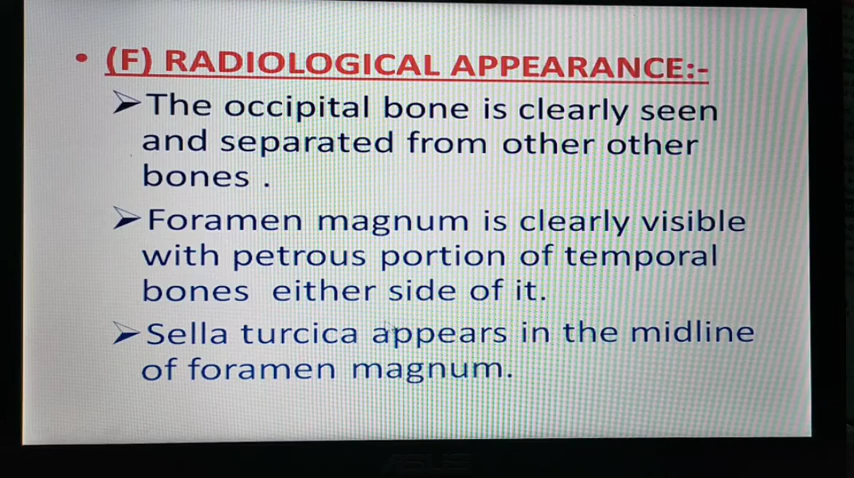 • (F) RADIOLOGICAL APPEARANCE:-
➢The occipital bone is clearly seen
and separated from other other
bones .
➢Foramen magnum is clearly visible
with petrous portion of temporal
bones either side of it.
➢Sella turcica appears in the midline
of foramen magnum.
ASUS